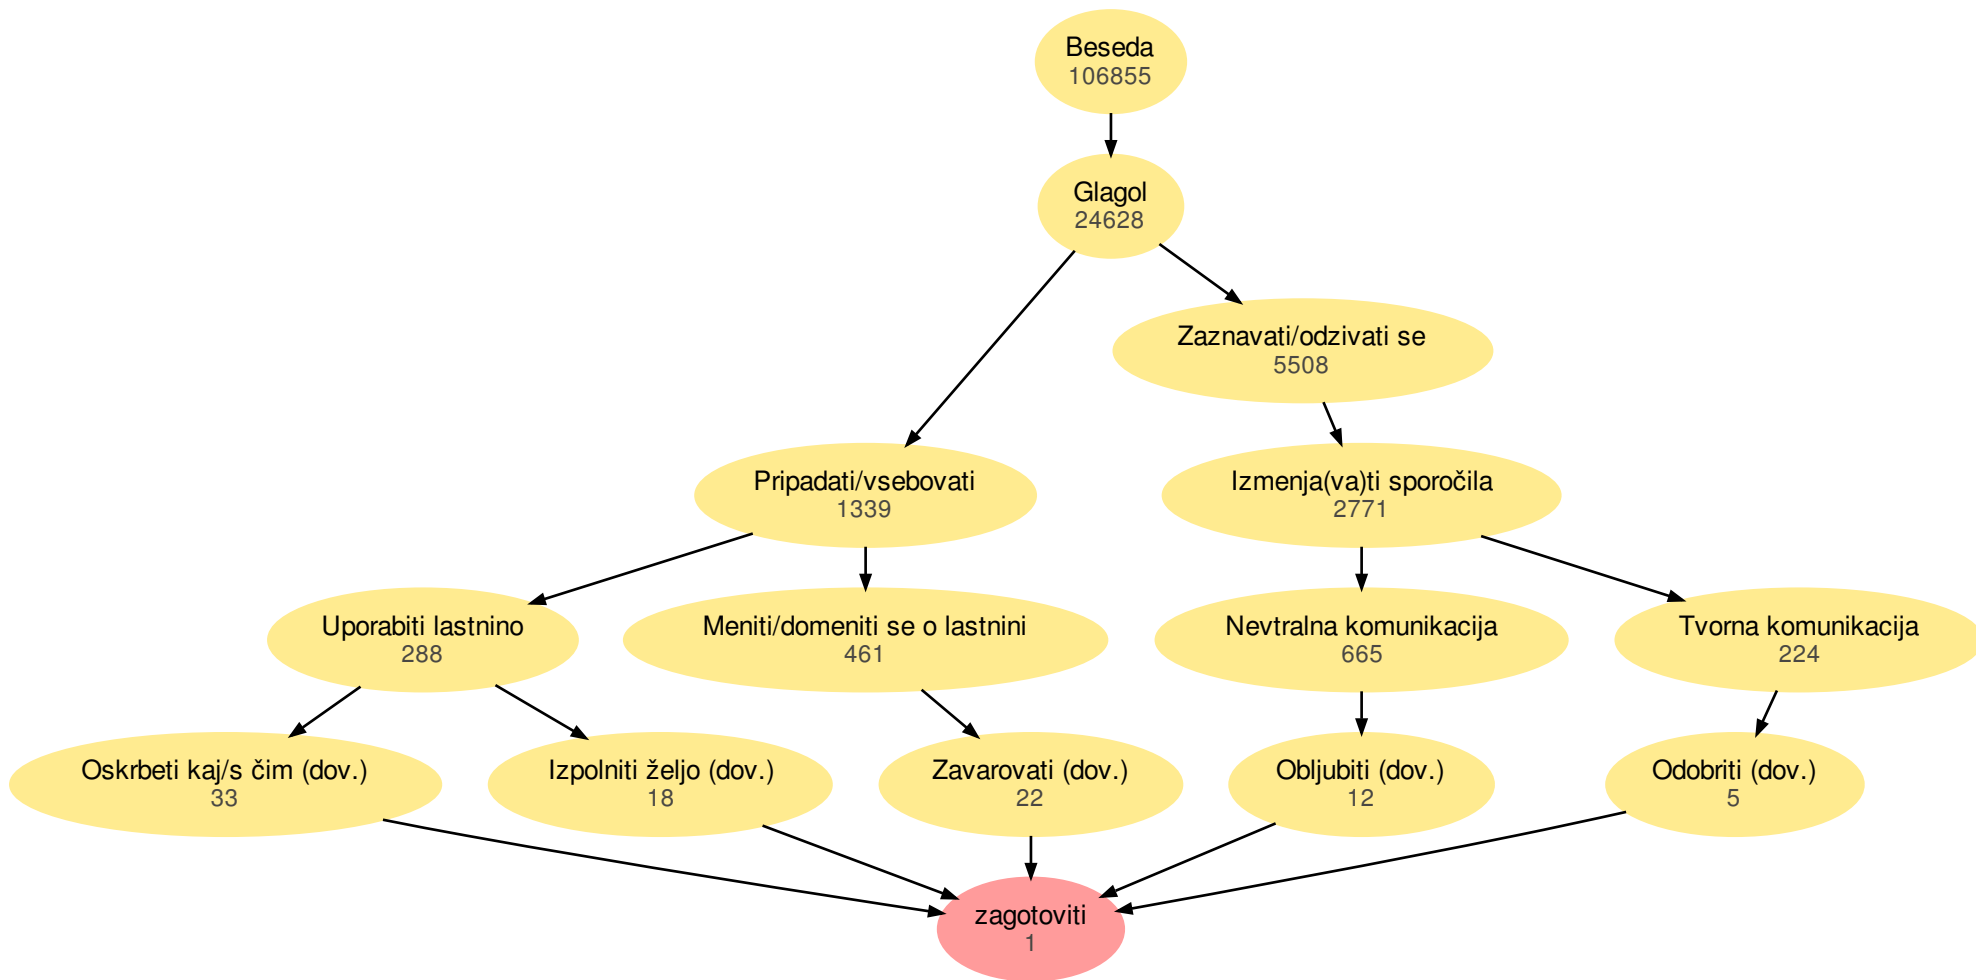 Beseda
106855
Glagol
24628
Zaznavati/odzivati se
5508
Pripadati/vsebovati
1339
Izmenja(va)ti sporočila
2771
Uporabiti lastnino
288
Meniti/domeniti se o lastnini
461
Nevtralna komunikacija
665
Tvorna komunikacija
224
Oskrbeti kaj/s čim (dov.)
33
Izpolniti željo (dov.)
18
Zavarovati (dov.)
22
Obljubiti (dov.)
12
Odobriti (dov.)
5
zagotoviti
1